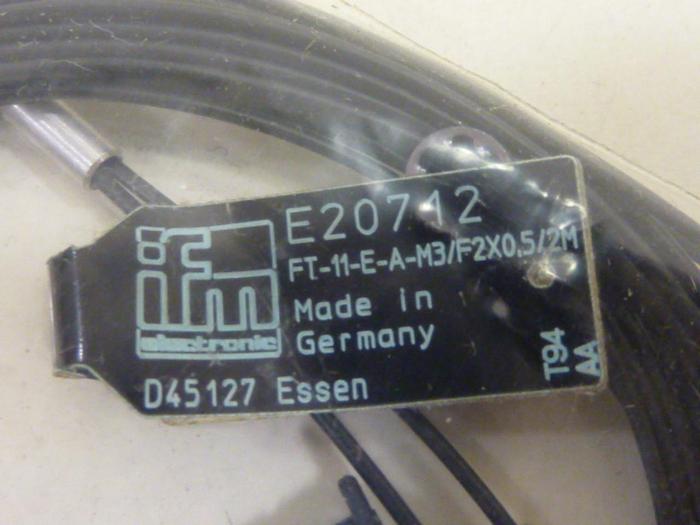 E20712
FT-11-E-A-M3/F2X0,5/2M
ifm
electronic
Made in
Germany
D45127 Essen
T94
AA